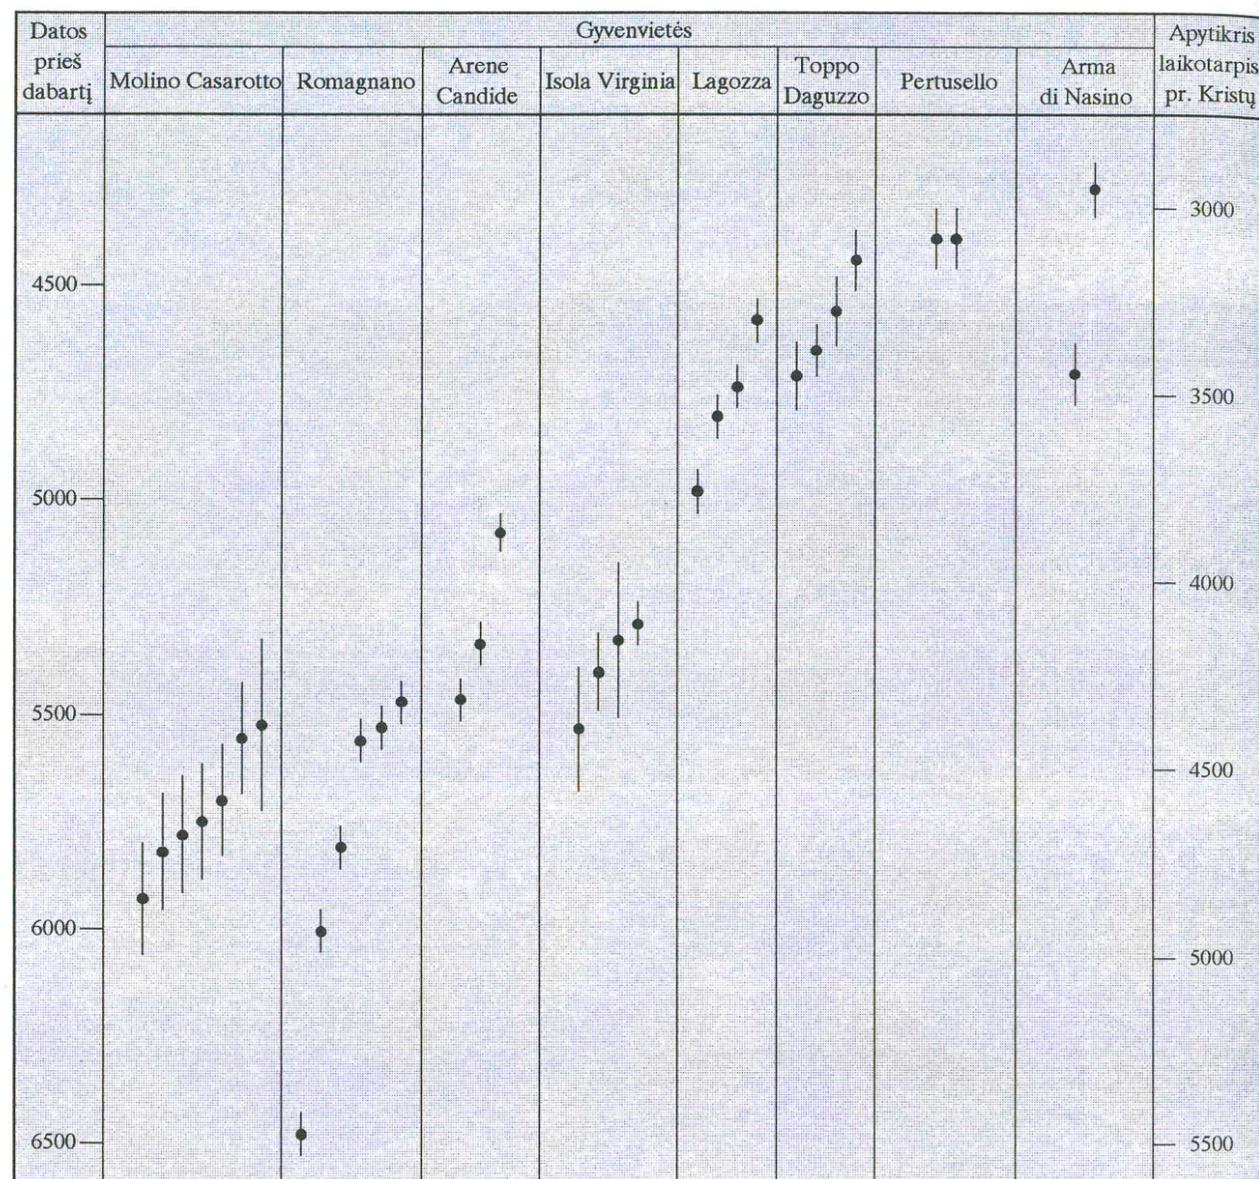 Datos
prieš
dabartį
Gyvenvietės
Apytikris
laikotarpis
pr. Kristų
Molino Casarotto
Romagnano
Arene
Candide
Isola Virginia
Lagozza
Toppo
Daguzzo
Pertusello
Arma
di Nasino
4500
5000
5500
6000
6500
3000
3500
4000
4500
5000
5500